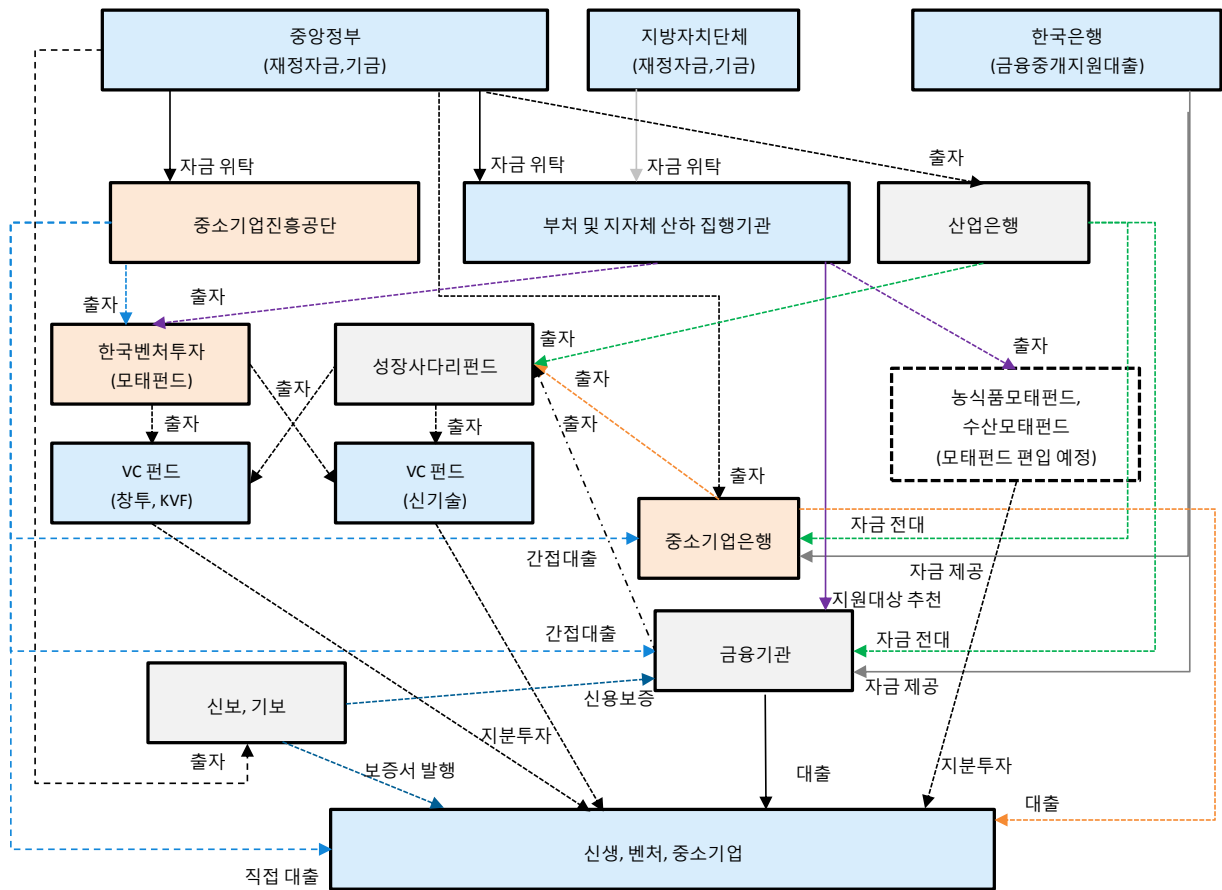 중앙정부
(재정자금,기금)
지방자치단체
(재정자금,기금)
한국은행
(금융중개지원대출)
자금 위탁
자금 위탁
자금 위탁
출자
중소기업진흥공단
부처 및 지자체 산하 집행기관
산업은행
출자
출자
출자
출자
한국벤처투자
(모태펀드)
출자
성장사다리펀드
출자
농식품모태펀드,
수산모태펀드
(모태펀드 편입 예정)
출자
출자
출자
VC 펀드
(창투, KVF)
VC 펀드
(신기술)
출자
중소기업은행
자금 전대
간접대출
자금 제공
지원대상 추천
간접대출
금융기관
자금 전대
자금 제공
신보, 기보
신용보증
지분투자
출자
보증서 발행
대출
지분투자
대출
신생, 벤처, 중소기업
직접 대출